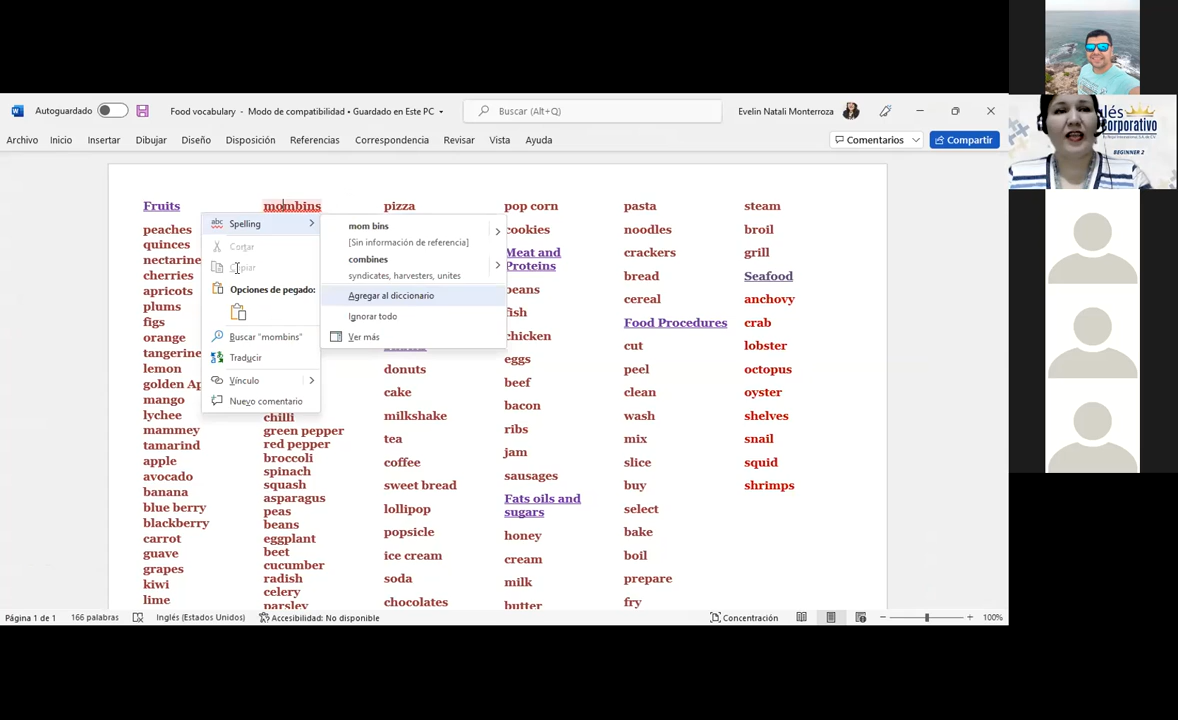 Autoguardado
Food vocabulary - Modo de compatibilidad • Guardado en Este PC
Buscar (Alt+Q)
Evelin Natali Monterroza
Archivo Inicio Insertar Dibujar Diseño Disposición Referencias Correspondencia Revisar Vista Ayuda
Comentarios
Compartir
Inglés
Corporativo
BEGINNER 2
Fruits
peaches
quinces
nectarine
cherries
apricots
plums
figs
orange
tangerine
lemon
golden Ap
mango
lychee
mammey
tamarind
apple
avocado
banana
blue berry
blackberry
carrot
guave
grapes
kiwi
lime
mombins
chilli
green pepper
red pepper
broccoli
spinach
squash
asparagus
peas
beans
eggplant
beet
cucumber
radish
celery
parsley
pizza
donuts
cake
milkshake
tea
coffee
sweet bread
lollipop
popsicle
ice cream
soda
chocolates
pop corn
cookies
Meat and
Proteins
beans
fish
chicken
eggs
beef
bacon
ribs
jam
sausages
Fats oils and
sugars
honey
cream
milk
butter
pasta
noodles
crackers
bread
cereal
Food Procedures
cut
peel
clean
wash
mix
slice
buy
select
bake
boil
prepare
fry
steam
broil
grill
Seafood
anchovy
crab
lobster
octopus
oyster
shelves
snail
squid
shrimps
abc Spelling
Cortar
Copiar
Opciones de pegado:
Buscar "mombins"
Traducir
Vínculo
Nuevo comentario
mom bins
[Sin información de referencia]
combines
syndicates, harvesters, unites
Agregar al diccionario
Ignorar todo
Ver más
Página 1 de 1 166 palabras Inglés (Estados Unidos) Accesibilidad: No disponible
Concentración
100%